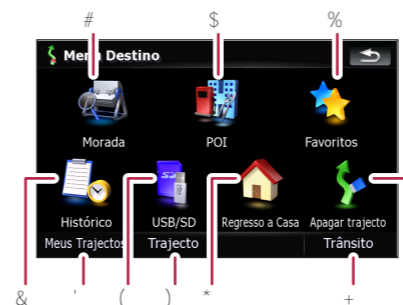 # $ %
Menu Destino
Morada POI Favoritos
Histórico USB/SD Regresso a Casa Apagar trajecto
Meus Trajectos Trajecto Trânsito
& ' ( ) * +